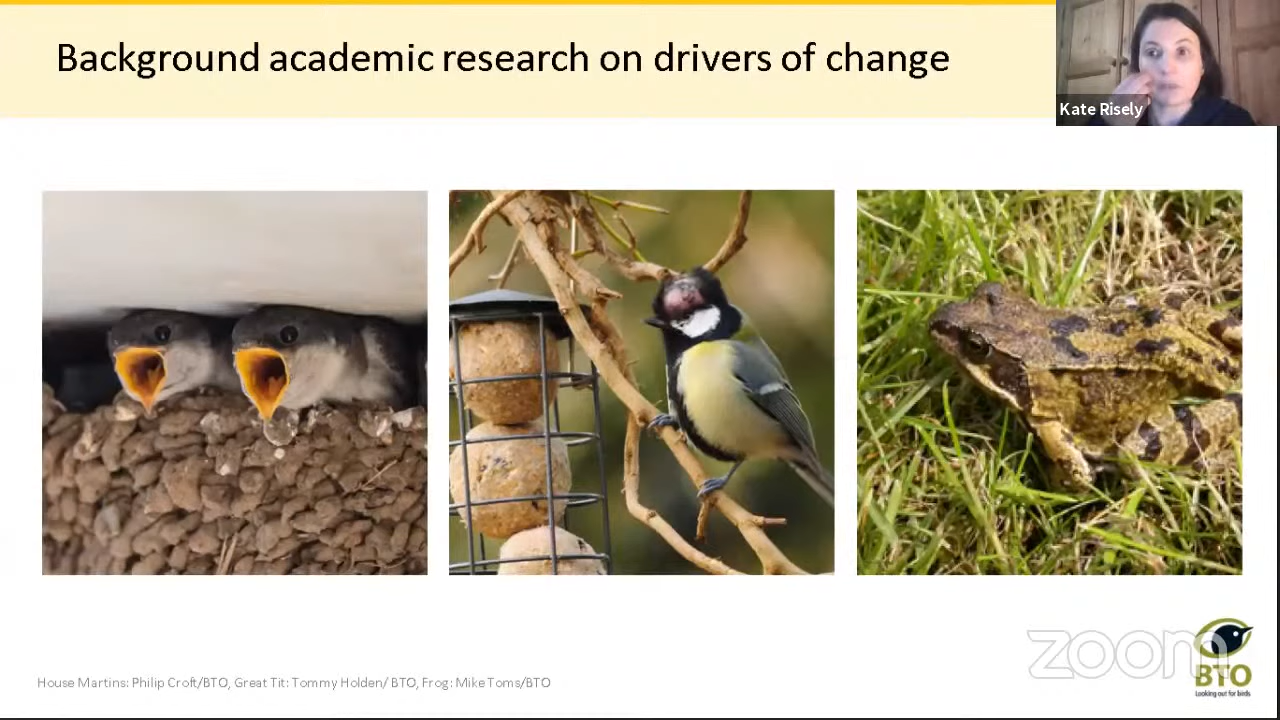 Background academic research on drivers of change
Kate Risely
House Martins: Philip Croft/BTO, Great Tit: Tommy Holden/ BTO, Frog: Mike Toms/BTO
zoom
BTO
Looking out for birds